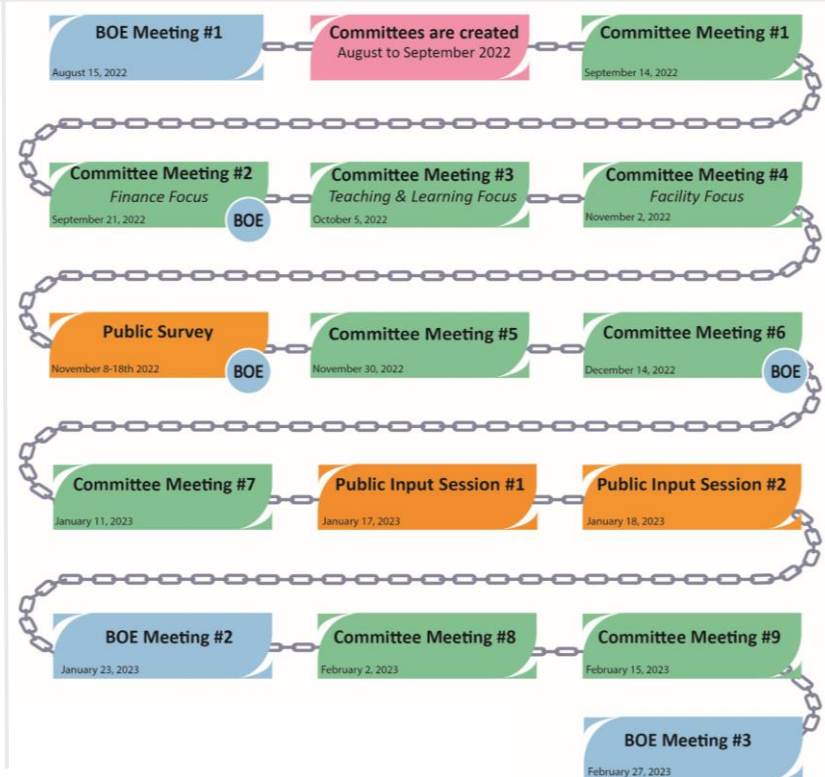 BOE Meeting #1
August 15, 2022
Committees are created
August to September 2022
Committee Meeting #1
September 14, 2022
Committee Meeting #2
Finance Focus
September 21, 2022
BOE
Committee Meeting #3
Teaching & Learning Focus
October 5, 2022
Committee Meeting #4
Facility Focus
November 2, 2022
Public Survey
November 8-18th 2022
BOE
Committee Meeting #5
November 30, 2022
Committee Meeting #6
December 14, 2022
BOE
Committee Meeting #7
January 11, 2023
Public Input Session #1
January 17, 2023
Public Input Session #2
January 18, 2023
BOE Meeting #2
January 23, 2023
Committee Meeting #8
February 2, 2023
Committee Meeting #9
February 15, 2023
BOE Meeting #3
February 27, 2023